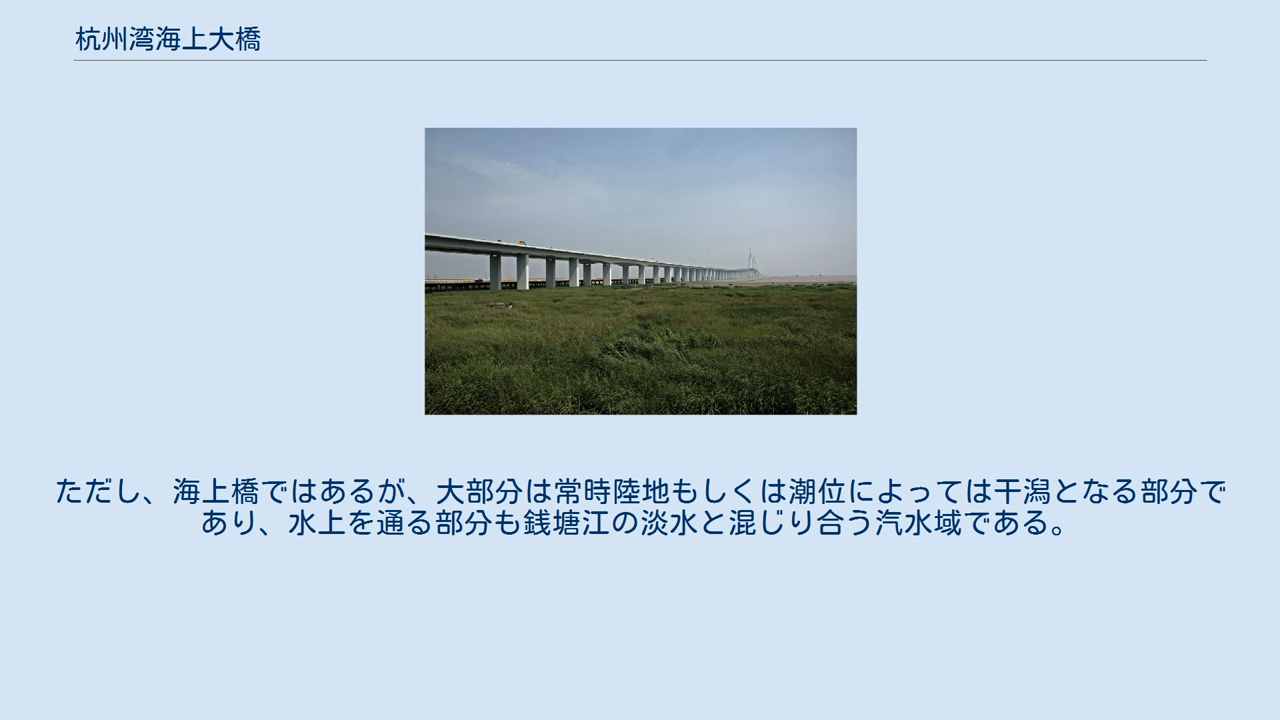 杭州湾海上大橋
ただし、海上橋ではあるが、大部分は常時陸地もしくは潮位によっては干潟となる部分で
あり、水上を通る部分も銭塘江の淡水と混じり合う汽水域である。